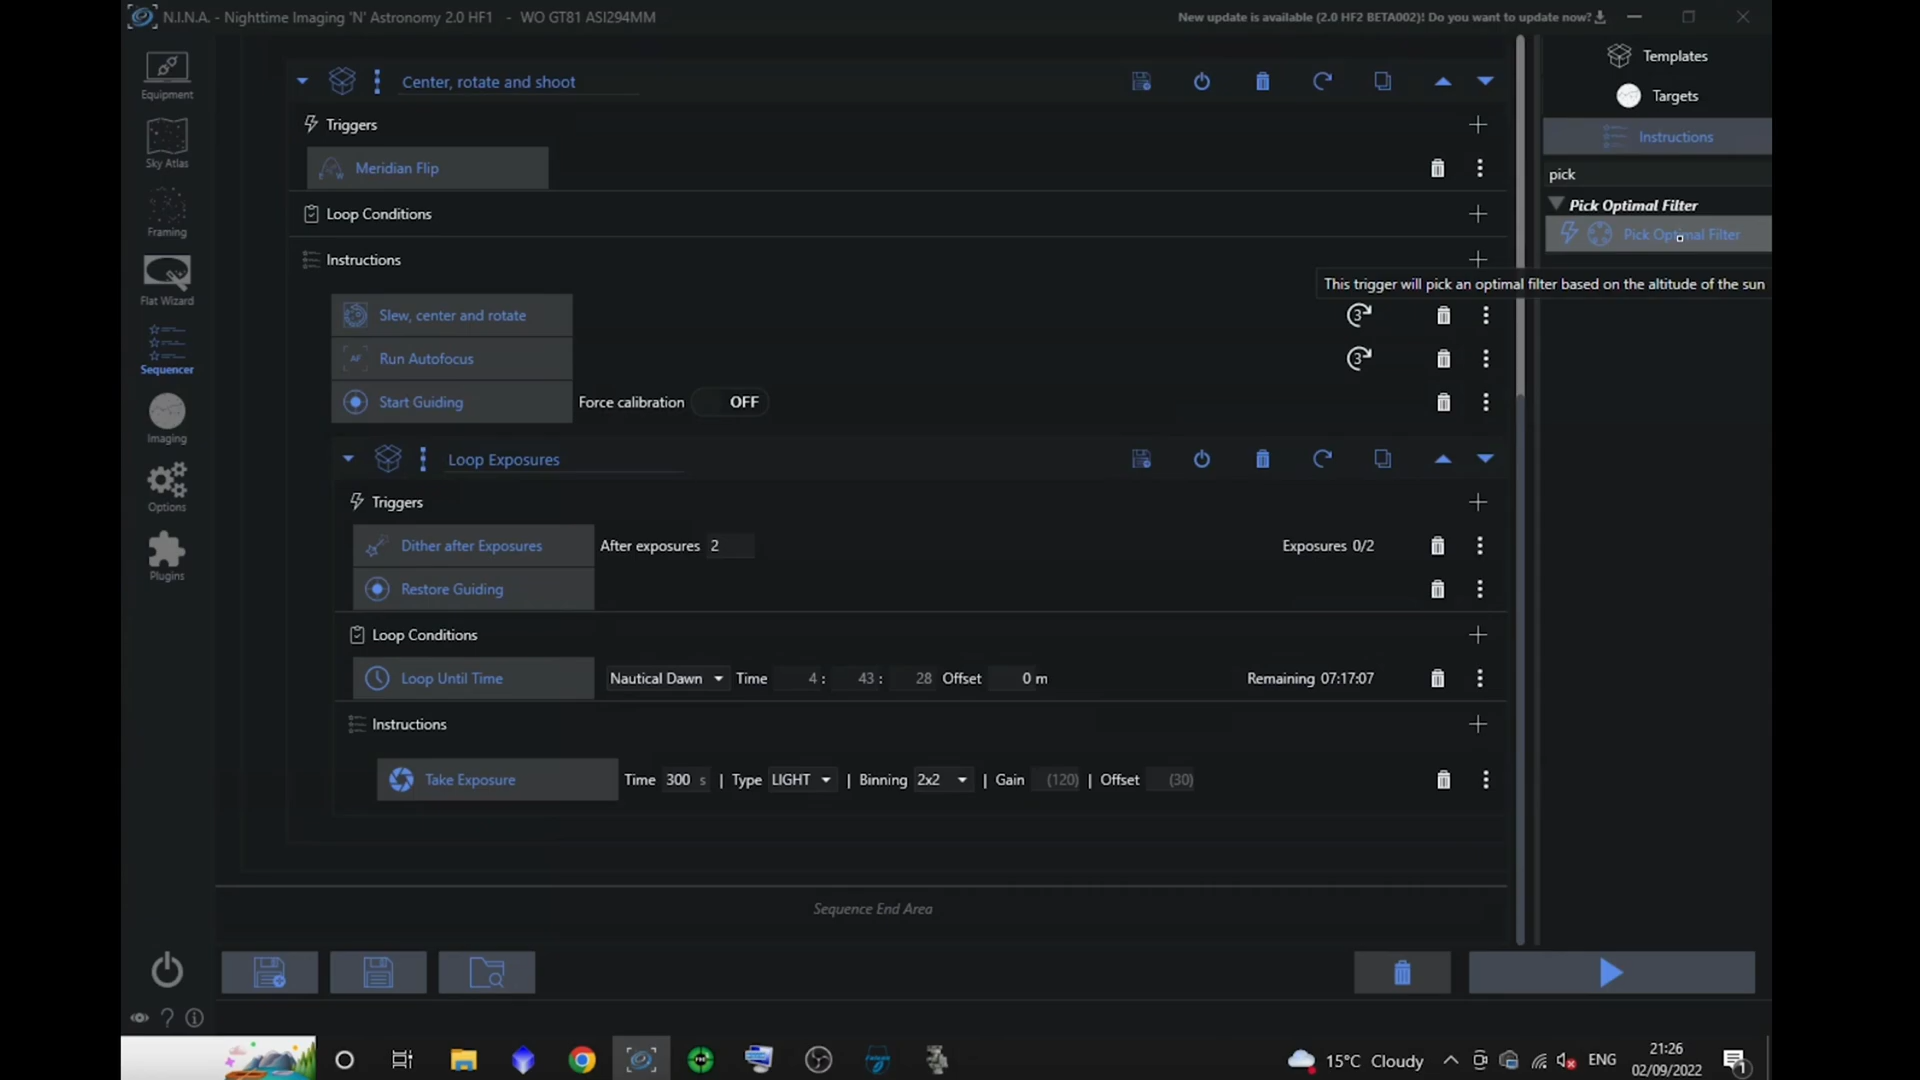 N.I.N.A. - Nighttime Imaging 'N' Astronomy 2.0 HF1 - WO GT81 ASI294MM
New update is available (2.0 HF2 BETA002)! Do you want to update now?
Equipment
Sky Atlas
Framing
Flat Wizard
Sequencer
Imaging
Options
Plugins
Center, rotate and shoot
Triggers
Meridian Flip
Loop Conditions
Instructions
Slew, center and rotate
3
AF Run Autofocus
3
Start Guiding Force calibration OFF
Loop Exposures
Triggers
Dither after Exposures After exposures 2 Exposures 0/2
Restore Guiding
Loop Conditions
Loop Until Time Nautical Dawn Time 4 : 43 : 28 Offset 0 m Remaining 07:17:07
Instructions
Take Exposure Time 300 s | Type LIGHT | Binning 2x2 | Gain (120) | Offset (30)
Sequence End Area
Templates
Targets
Instructions
pick
Pick Optimal Filter
Pick Optimal Filter
This trigger will pick an optimal filter based on the altitude of the sun
15°C Cloudy ENG
21:26
02/09/2022
1